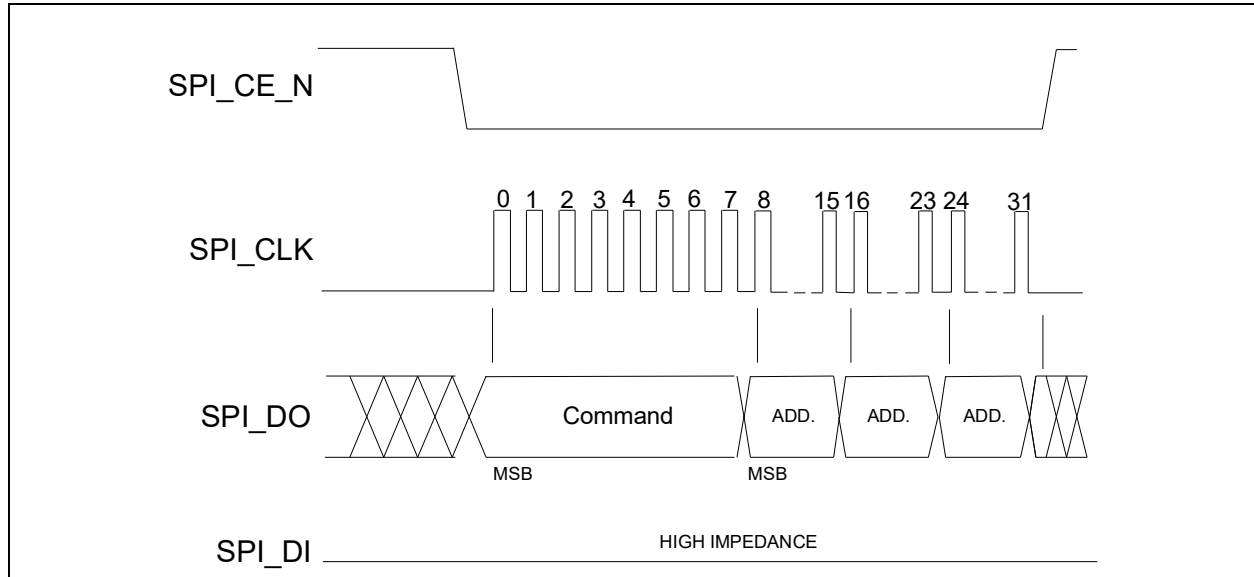 SPI_CE_N
0 1 2 3 4 5 6 7 8 15 16 23 24 31
SPI_CLK
SPI_DO
Command ADD. ADD. ADD.
MSB MSB
HIGH IMPEDANCE
SPI_DI